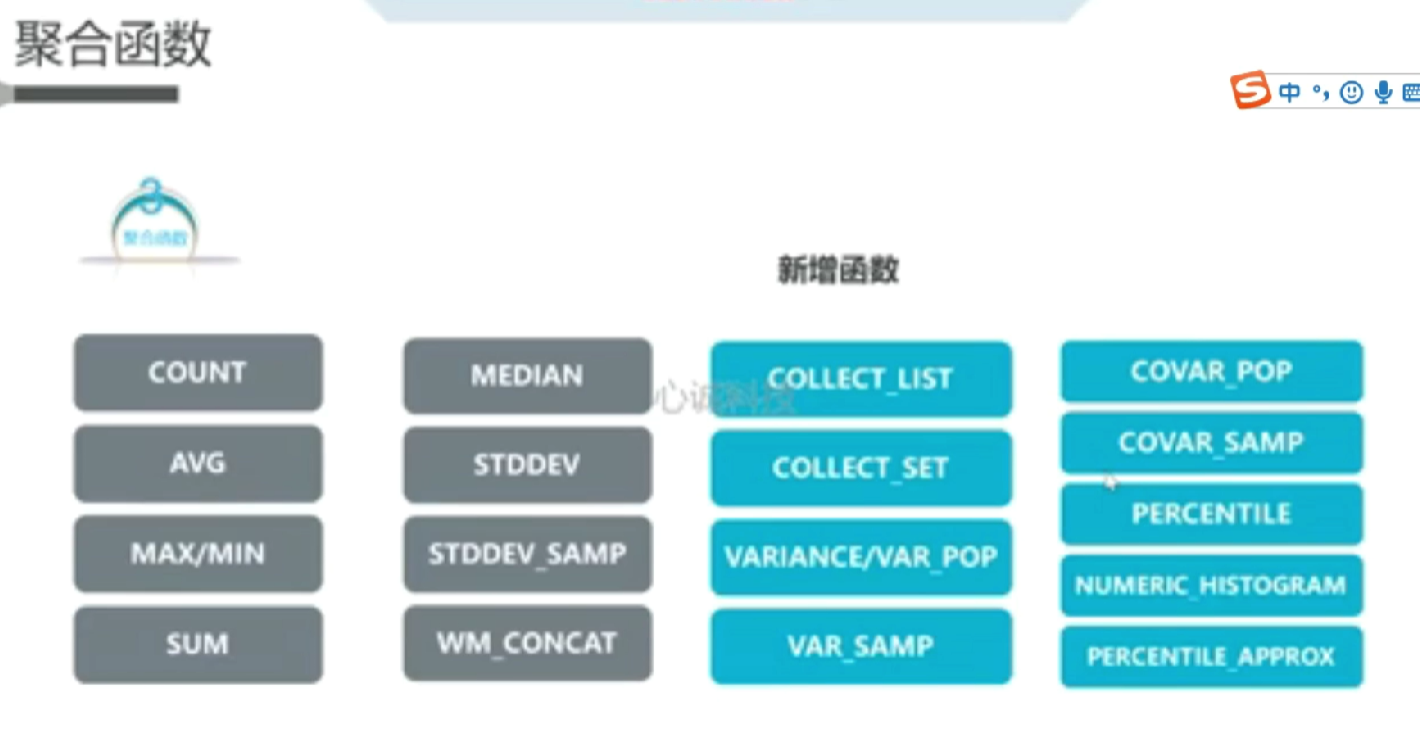 聚合函数
中
3
聚合函数
新增函数
COUNT
AVG
MAX/MIN
SUM
MEDIAN
STDDEV
STDDEV_SAMP
WM_CONCAT
COLLECT_LIST
COLLECT_SET
VARIANCE/VAR_POP
VAR_SAMP
COVAR_POP
COVAR_SAMP
PERCENTILE
NUMERIC_HISTOGRAM
PERCENTILE_APPROX
心诚科技